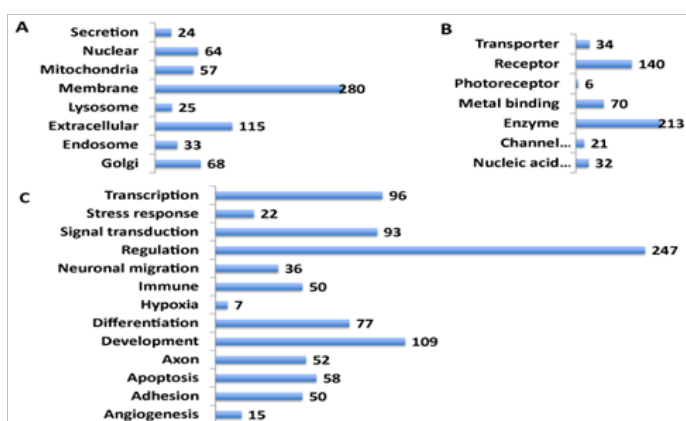 A
Secretion 24
Nuclear 64
Mitochondria 57
Membrane 280
Lysosome 25
Extracellular 115
Endosome 33
Golgi 68
B
Transporter 34
Receptor 140
Photoreceptor 6
Metal binding 70
Enzyme 213
Channel... 21
Nucleic acid... 32
C
Transcription 96
Stress response 22
Signal transduction 93
Regulation 247
Neuronal migration 36
Immune 50
Hypoxia 7
Differentiation 77
Development 109
Axon 52
Apoptosis 58
Adhesion 50
Angiogenesis 15